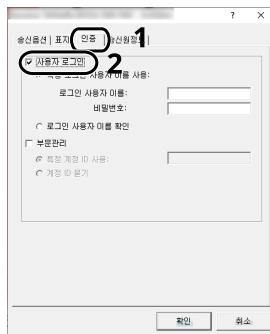 ? X
송신옵션 | 표지 인증 송신원정보 |
1
사용자 로그인
2
특정 로그인 사용자 이름 사용:
로그인 사용자 이름:
비밀번호:
로그인 사용자 이름 확인
부문관리
특정 계정 ID 사용:
계정 ID 묻기
확인 취소